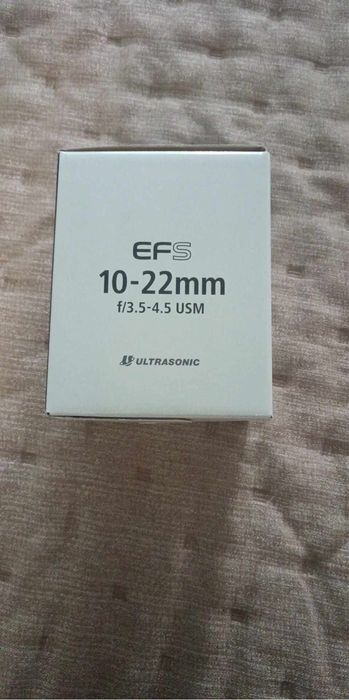 EFS
10-22mm
f/3.5-4.5 USM
ULTRASONIC